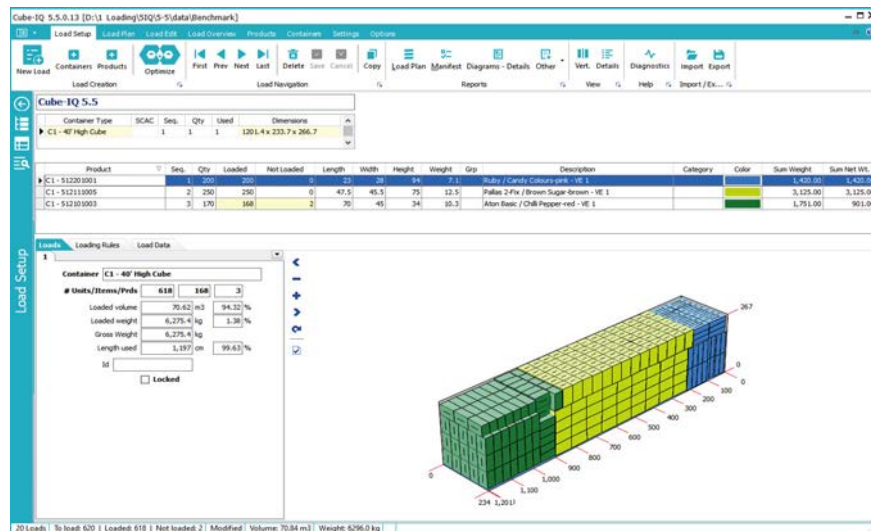 Cube-IQ 5.5.0.13 [D:\1 Loading\SIQ\5-5\data\Benchmark]
Load Setup Load Plan Load Edit Load Overview Products Containers Settings Options
New Load Containers Products Optimize First Prev Next Last Delete Save Cancel Copy Load Plan Manifest Diagrams - Details Other Vert. Details Diagnostics Import Export
Load Creation Load Navigation Reports View Help Import / Ex...
Cube-IQ 5.5
Container Type SCAC Seq. Qty Used Dimensions
C1 - 40' High Cube 1 1 1 1201.4 x 233.7 x 266.7
Product Seq. Qty Loaded Not Loaded Length Width Height Weight Grp Description Category Color Sum Weight Sum Net Wt.
C1 - 512201001 1 200 200 0 23 28 94 7.1 Ruby / Candy Colours-pink - VE 1 1,420.00 1,420.00
C1 - 512111005 2 250 250 0 47.5 45.5 75 12.5 Pallas 2-Fix / Brown Sugar-brown - VE 1 3,125.00 3,125.00
C1 - 512101003 3 170 168 2 70 45 34 10.3 Aton Basic / Chili Pepper-red - VE 1 1,751.00 901.00
Load Setup
Loads Loading Rules Load Data
1
Container C1 - 40' High Cube
# Units/Items/Prds 618 168 3
Loaded volume 70.62 m3 94.32 %
Loaded weight 6,275.4 kg 1.38 %
Gross Weight 6,275.4 kg
Length used 1,197 cm 99.63 %
Id
Locked
267
0
0
100
200
300
400
500
600
700
800
900
1,000
1,100
0
234 1,201
20 Loads To load: 620 | Loaded: 618 | Not loaded: 2 Modified Volume: 70.84 m3 Weight: 6296.0 kg